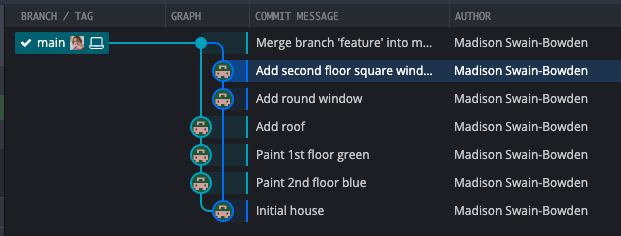 BRANCH / TAG GRAPH COMMIT MESSAGE AUTHOR
main Merge branch 'feature' into m... Madison Swain-Bowden
Add second floor square wind... Madison Swain-Bowden
Add round window Madison Swain-Bowden
Add roof Madison Swain-Bowden
Paint 1st floor green Madison Swain-Bowden
Paint 2nd floor blue Madison Swain-Bowden
Initial house Madison Swain-Bowden